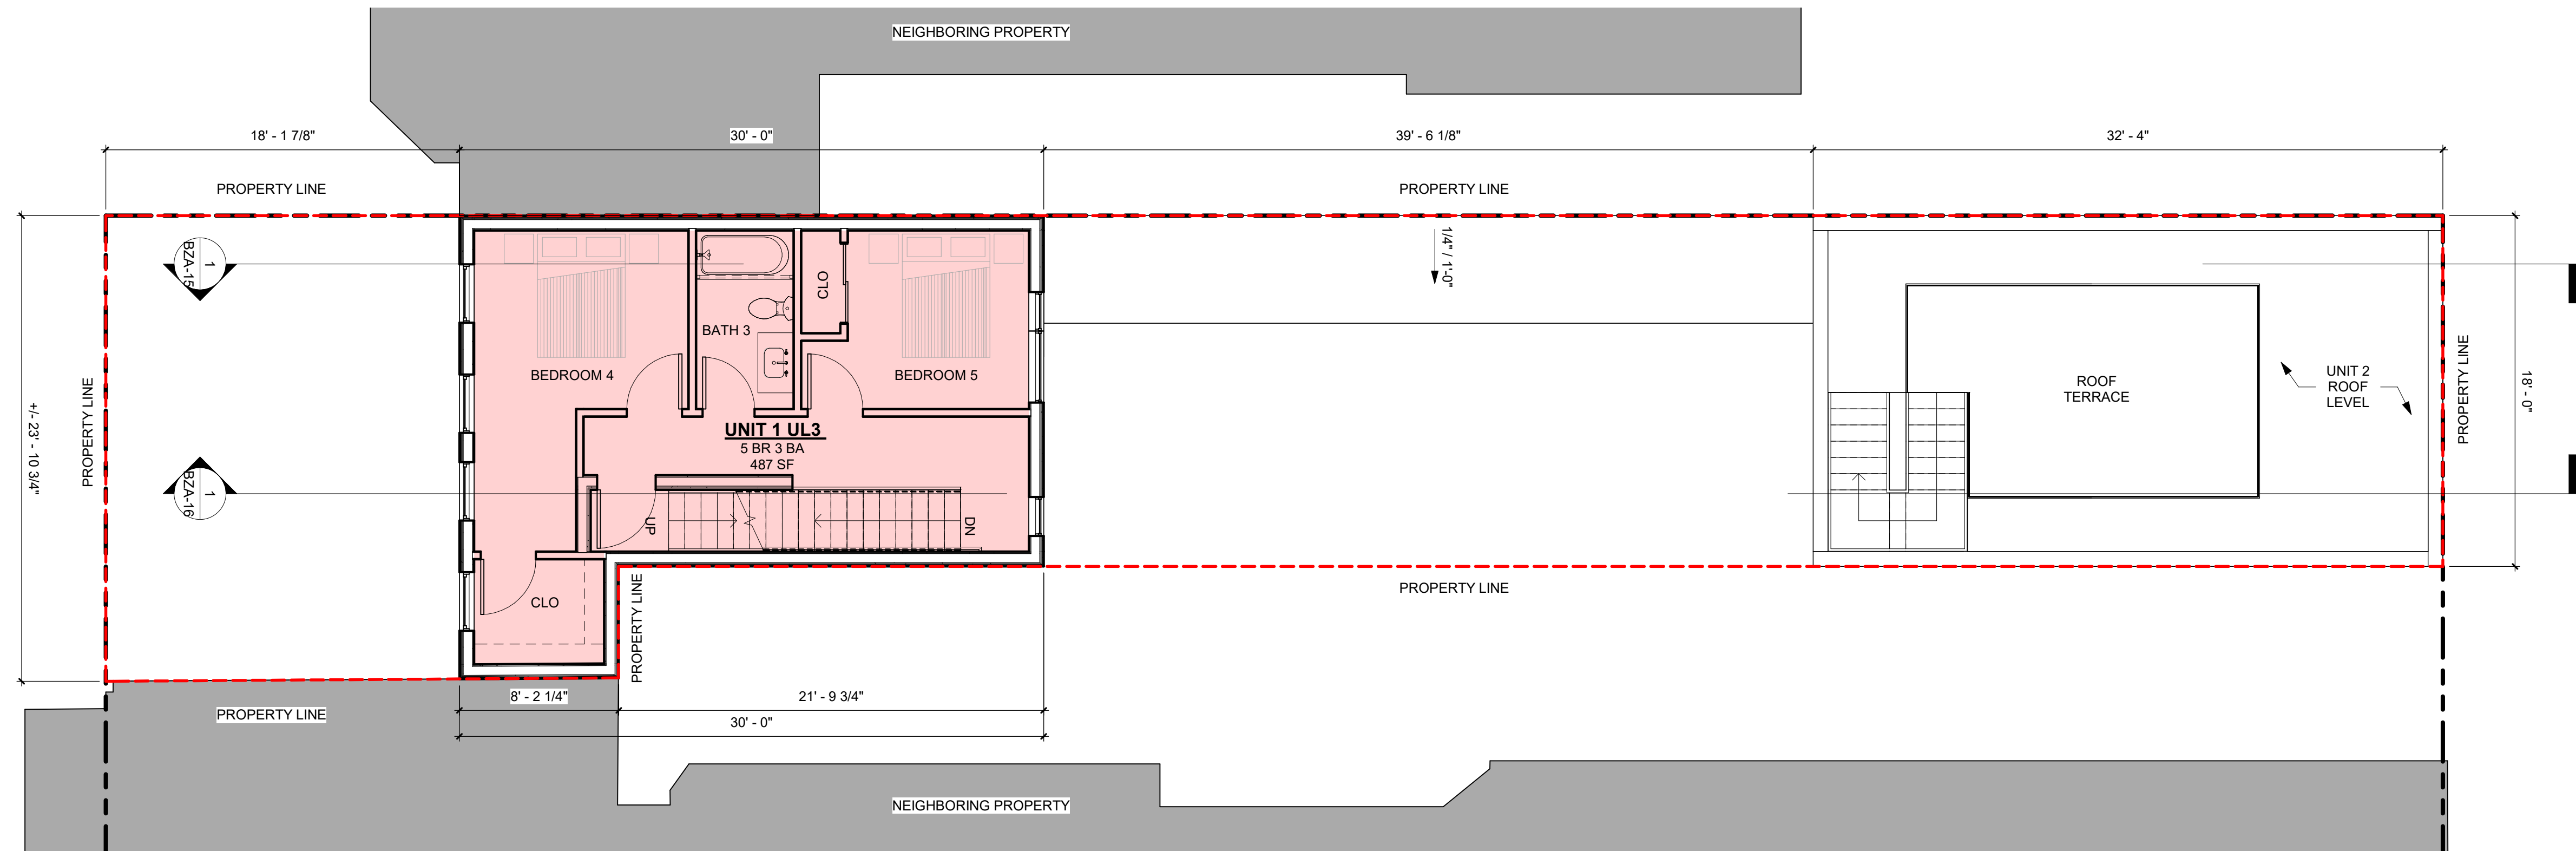 NEIGHBORING PROPERTY
18' - 1 7/8"
30' - 0"
39' - 6 1/8"
32' - 4"
PROPERTY LINE
PROPERTY LINE
1
BZA-15
CLO
1/4" / 1'-0"
BATH 3
BEDROOM 4
BEDROOM 5
ROOF
TERRACE
UNIT 2
ROOF
LEVEL
PROPERTY LINE
18' - 0"
PROPERTY LINE
+/- 23' - 10 3/4"
UNIT 1 UL3
5 BR 3 BA
487 SF
1
BZA-16
UP
DN
CLO
PROPERTY LINE
PROPERTY LINE
8' - 2 1/4"
21' - 9 3/4"
PROPERTY LINE
30' - 0"
NEIGHBORING PROPERTY